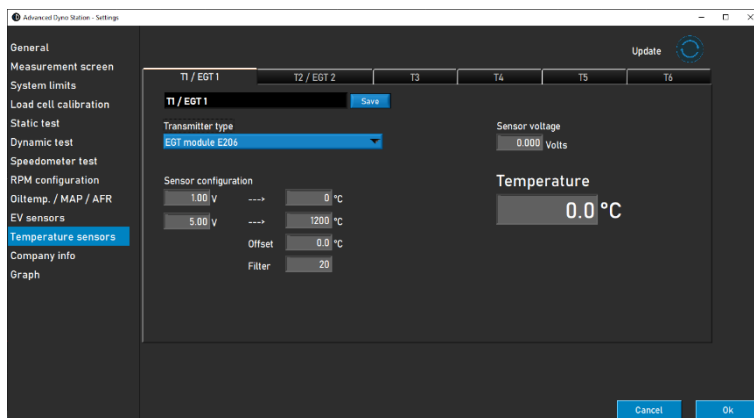 Advanced Dyno Station - Settings
General
Measurement screen
System limits
Load cell calibration
Static test
Dynamic test
Speedometer test
RPM configuration
Oiltemp. / MAP / AFR
EV sensors
Temperature sensors
Company info
Graph
Update
T1 / EGT 1
T2 / EGT 2
T3
T4
T5
T6
T1 / EGT 1
Save
Transmitter type
EGT module E206
Sensor voltage
0.000 Volts
Sensor configuration
1.00 V ---> 0 °C
5.00 V ---> 1200 °C
Offset 0.0 °C
Filter 20
Temperature
0.0 °C
Cancel
Ok